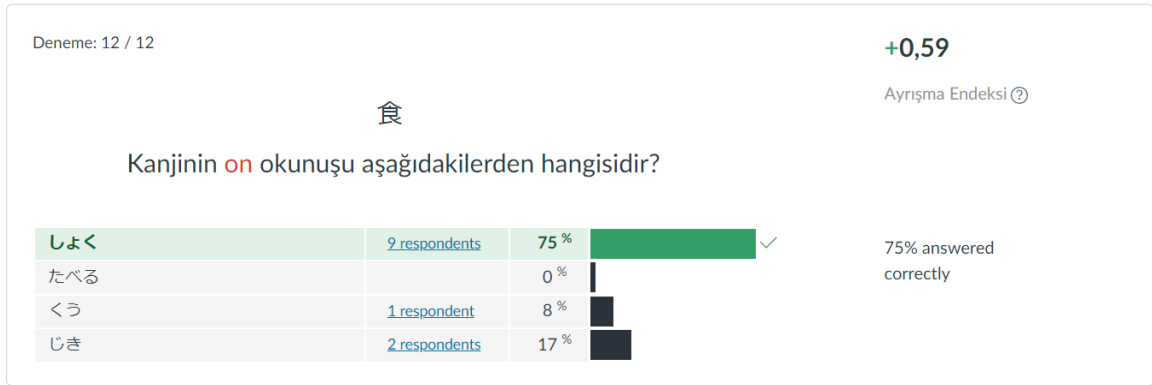 Deneme: 12 / 12
+0,59
Ayrışma Endeksi ?
食
Kanjinin on okunuşu aşağıdakilerden hangisidir?
しょく 9 respondents 75 %
たべる 0 %
くう 1 respondent 8 %
じき 2 respondents 17 %
75% answered
correctly